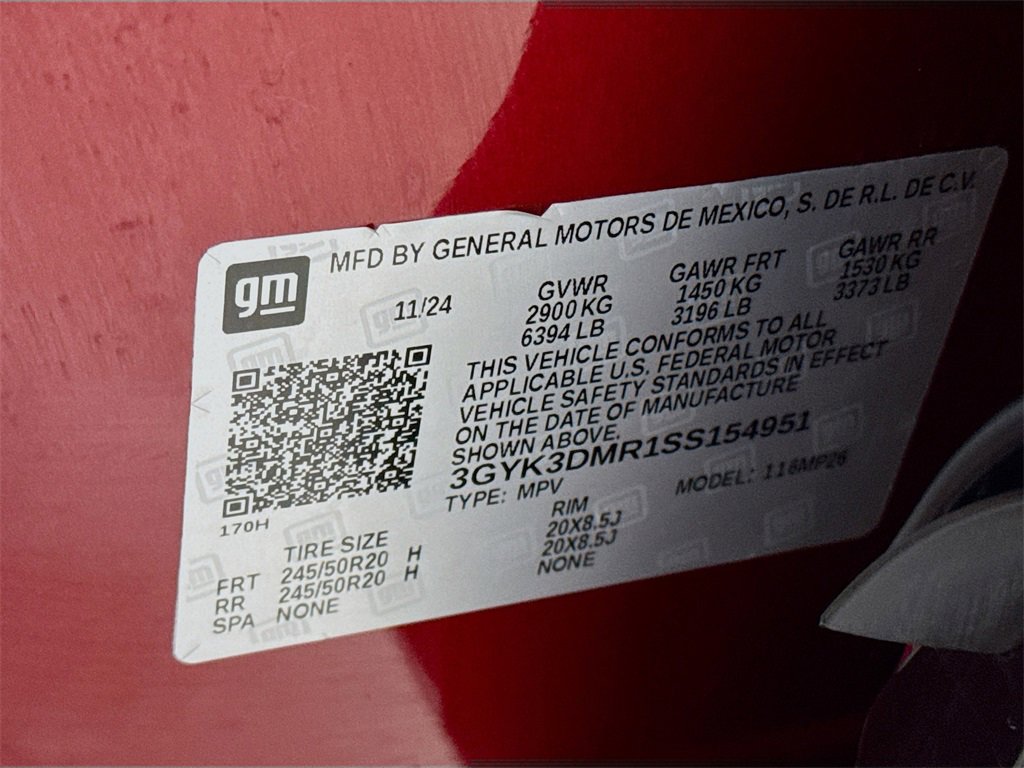 gm
MFD BY GENERAL MOTORS DE MEXICO, S. DE R.L. DE C.V.
11/24
GVWR
2900 KG
6394 LB
GAWR FRT
1450 KG
3196 LB
GAWR RR
1530 KG
3373 LB
THIS VEHICLE CONFORMS TO ALL
APPLICABLE U.S. FEDERAL MOTOR
VEHICLE SAFETY STANDARDS IN EFFECT
ON THE DATE OF MANUFACTURE
SHOWN ABOVE.
3GYK3DMR1SS154951
TYPE: MPV MODEL: 116MP26
170H
TIRE SIZE RIM
FRT 245/50R20 H 20X8.5J
RR 245/50R20 H 20X8.5J
SPA NONE NONE